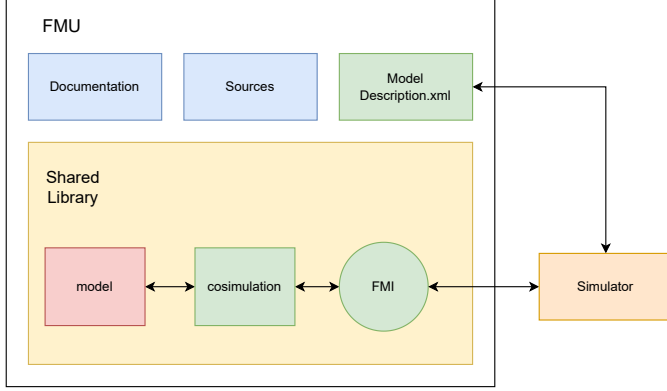 FMU
Documentation
Sources
Model
Description.xml
Shared
Library
model
cosimulation
FMI
Simulator